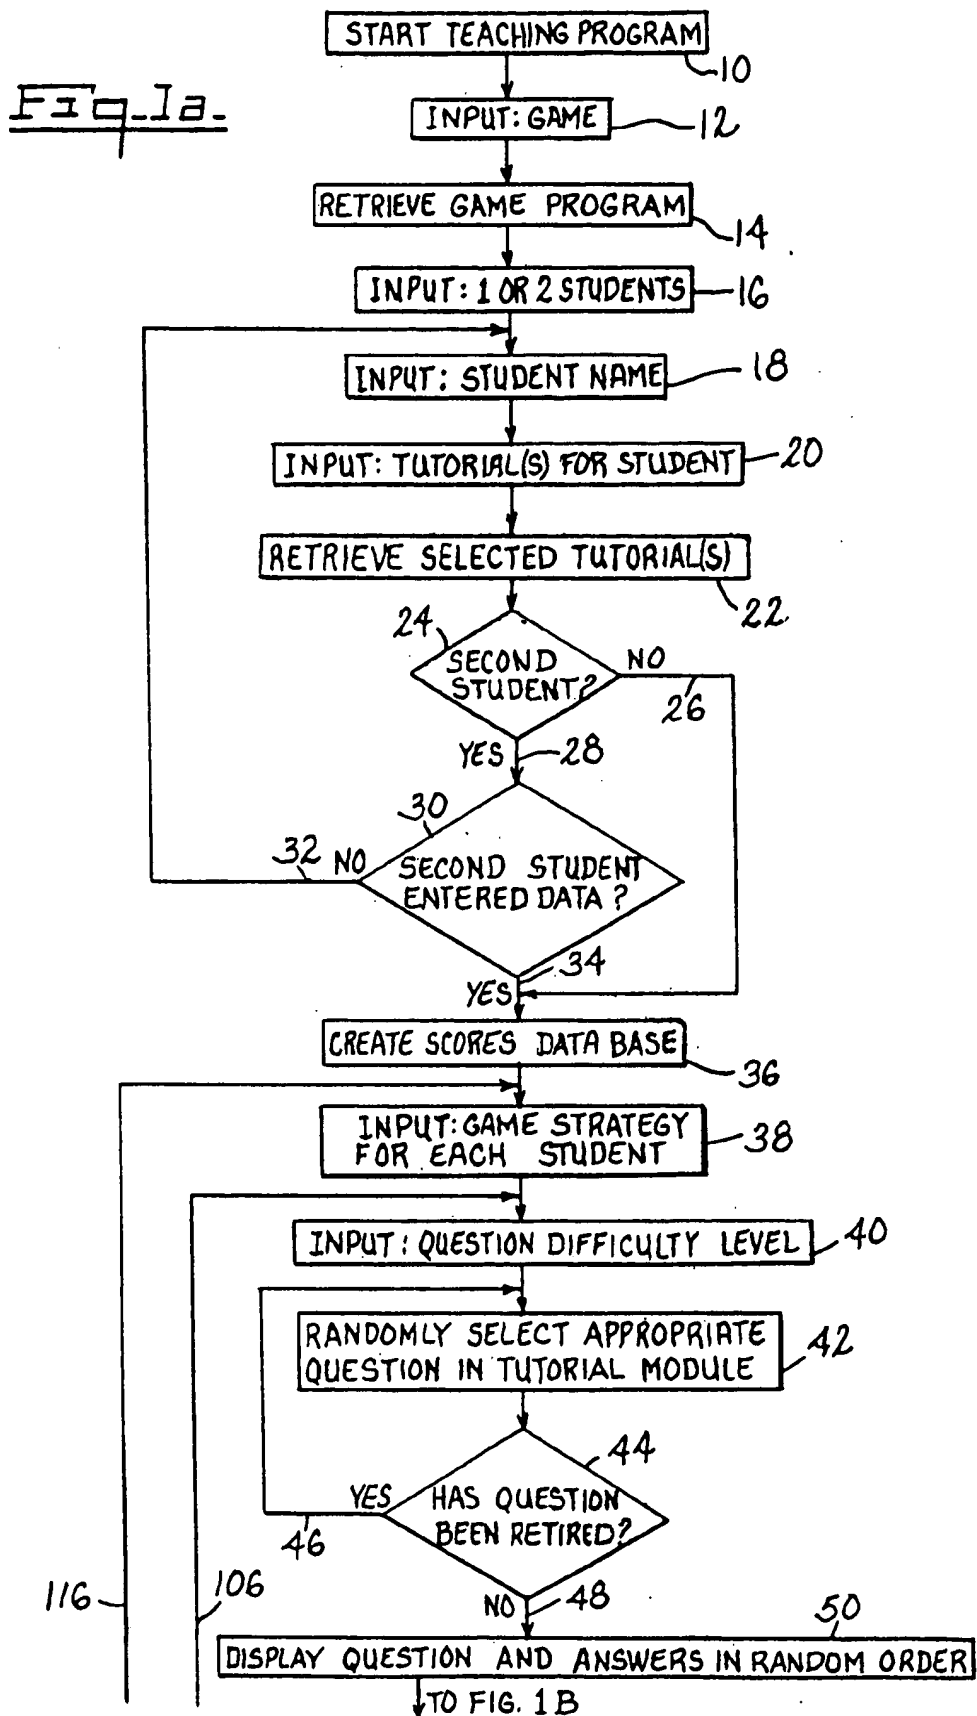 Fig. 1a.
START TEACHING PROGRAM
10
INPUT: GAME
12
RETRIEVE GAME PROGRAM
14
INPUT: 1 OR 2 STUDENTS
16
INPUT: STUDENT NAME
18
INPUT: TUTORIAL(S) FOR STUDENT
20
RETRIEVE SELECTED TUTORIAL(S)
22
24
SECOND
STUDENT?
NO
26
YES
28
30
32
NO
SECOND STUDENT
ENTERED DATA?
34
YES
CREATE SCORES DATA BASE
36
INPUT: GAME STRATEGY
FOR EACH STUDENT
38
INPUT: QUESTION DIFFICULTY LEVEL
40
RANDOMLY SELECT APPROPRIATE
QUESTION IN TUTORIAL MODULE
42
44
YES
HAS QUESTION
BEEN RETIRED?
46
116
106
NO
48
50
DISPLAY QUESTION AND ANSWERS IN RANDOM ORDER
TO FIG. 1B